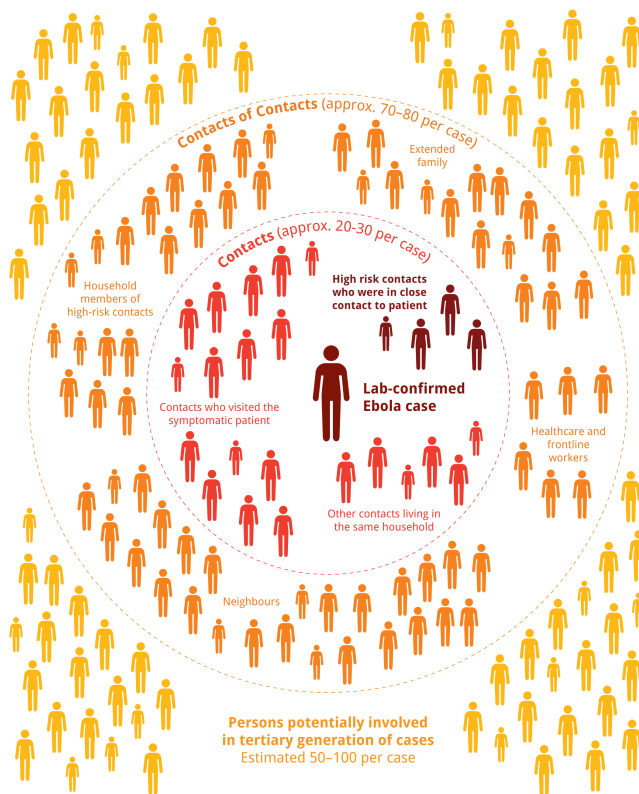 Contacts of Contacts (approx. 70–80 per case)
Extended
family
Contacts (approx. 20-30 per case)
High risk contacts
who were in close
contact to patient
Household
members of
high-risk contacts
Lab-confirmed
Ebola case
Contacts who visited the
symptomatic patient
Healthcare and
frontline
workers
Other contacts living in
the same household
Neighbours
Persons potentially involved
in tertiary generation of cases
Estimated 50–100 per case